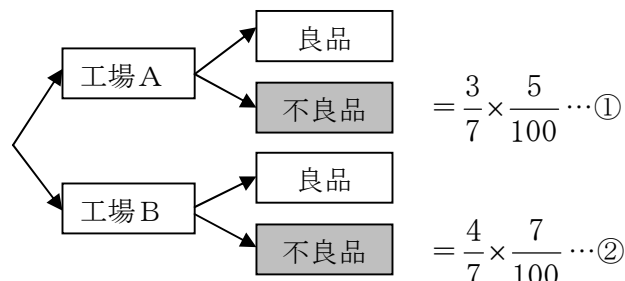 良品
工場A
不良品 = 3/7 × 5/100 …①
良品
工場B
不良品 = 4/7 × 7/100 …②